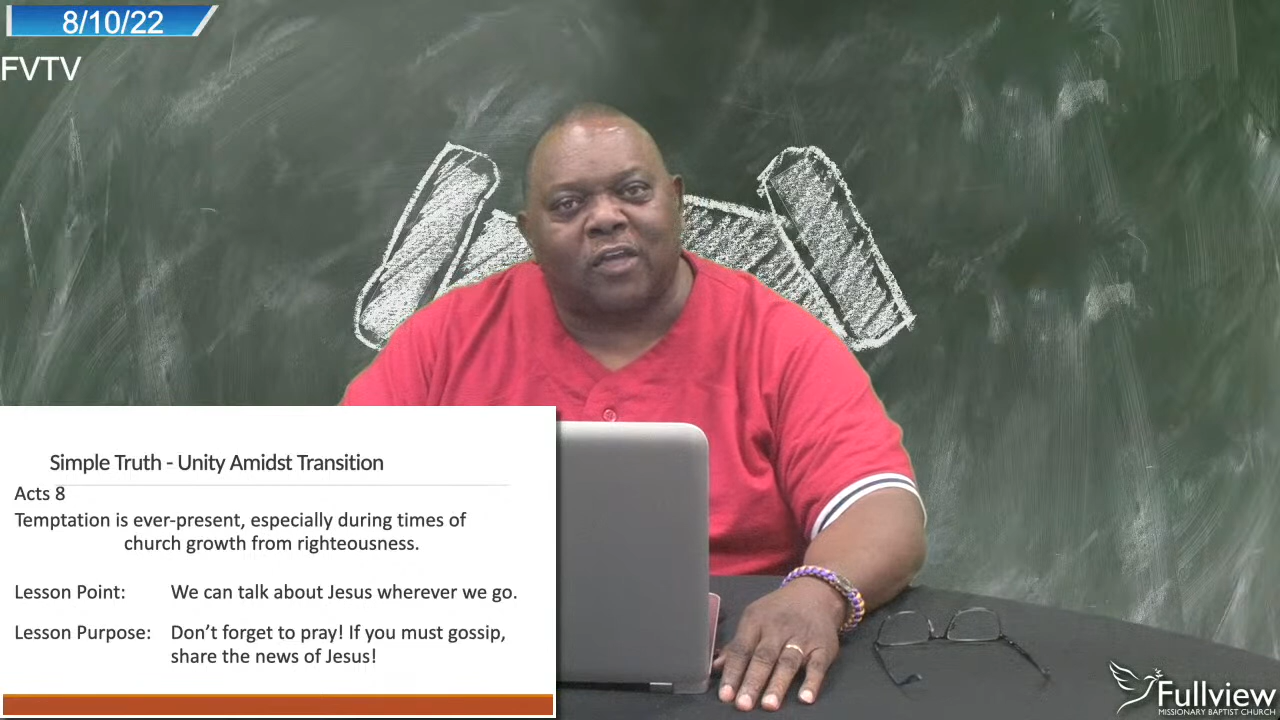 8/10/22
FVTV
Simple Truth - Unity Amidst Transition
Acts 8
Temptation is ever-present, especially during times of
church growth from righteousness.
Lesson Point: We can talk about Jesus wherever we go.
Lesson Purpose: Don’t forget to pray! If you must gossip,
share the news of Jesus!
Fullview
MISSIONARY BAPTIST CHURCH